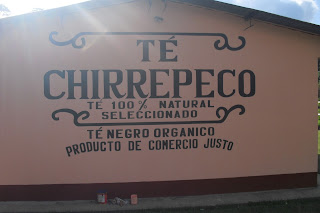 TÉ
CHIRREPECO
TÉ 100% NATURAL
SELECCIONADO
TÉ NEGRO ORGANICO
PRODUCTO DE COMERCIO JUSTO